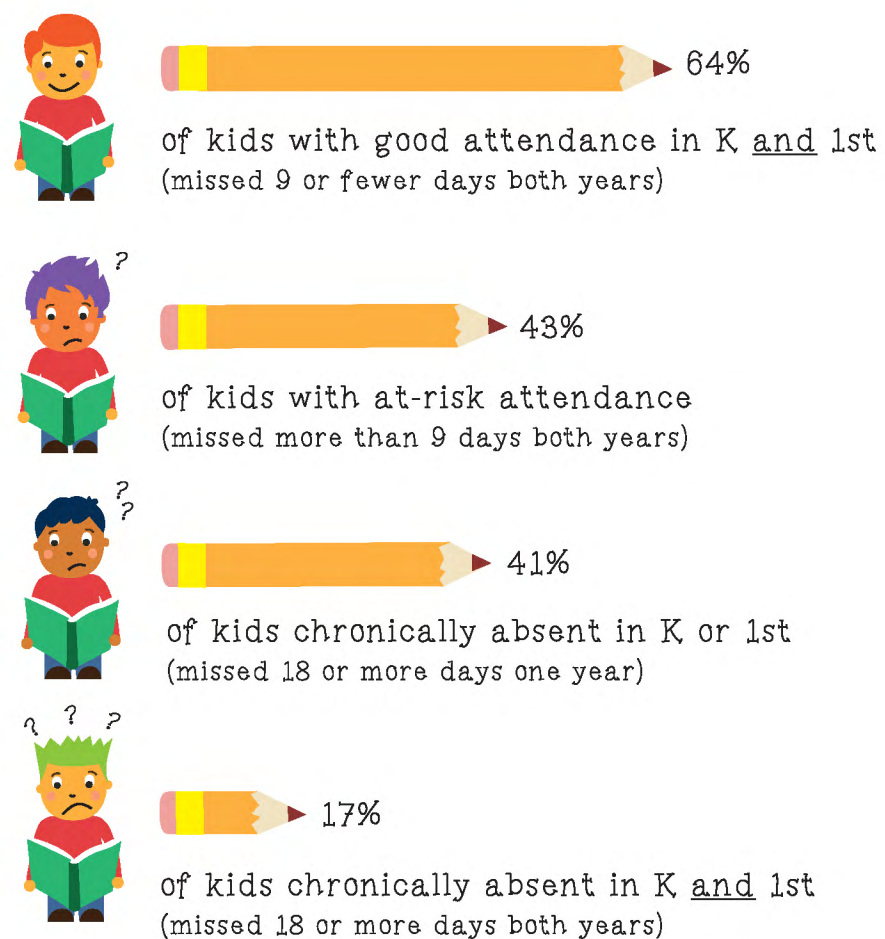 64%
of kids with good attendance in K and 1st
(missed 9 or fewer days both years)
?
43%
of kids with at-risk attendance
(missed more than 9 days both years)
?
?
41%
of kids chronically absent in K or 1st
(missed 18 or more days one year)
? ? ?
17%
of kids chronically absent in K and 1st
(missed 18 or more days both years)